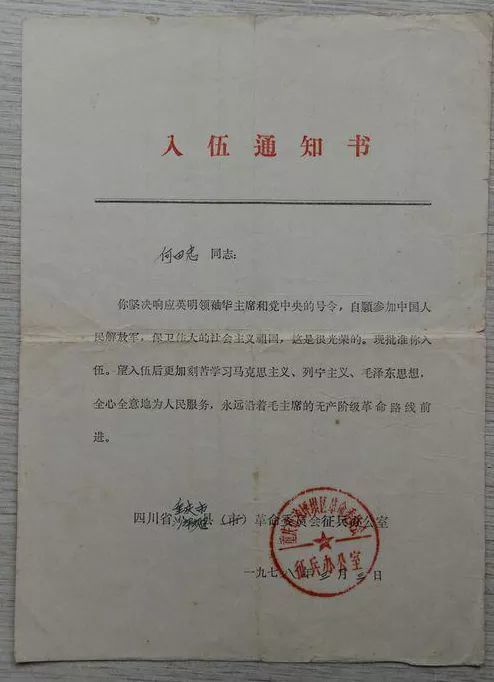 入伍通知书
何田忠 同志：
你坚决响应英明领袖华主席和党中央的号令，自愿参加中国人
民解放军，保卫伟大的社会主义祖国，这是很光荣的。现批准你入
伍。望入伍后更加刻苦学习马克思主义、列宁主义、毛泽东思想，
全心全意地为人民服务，永远沿着毛主席的无产阶级革命路线前
进。
重庆市
四川省 县（市）革命委员会征兵办公室
征兵办公室
一九七八年三月三日